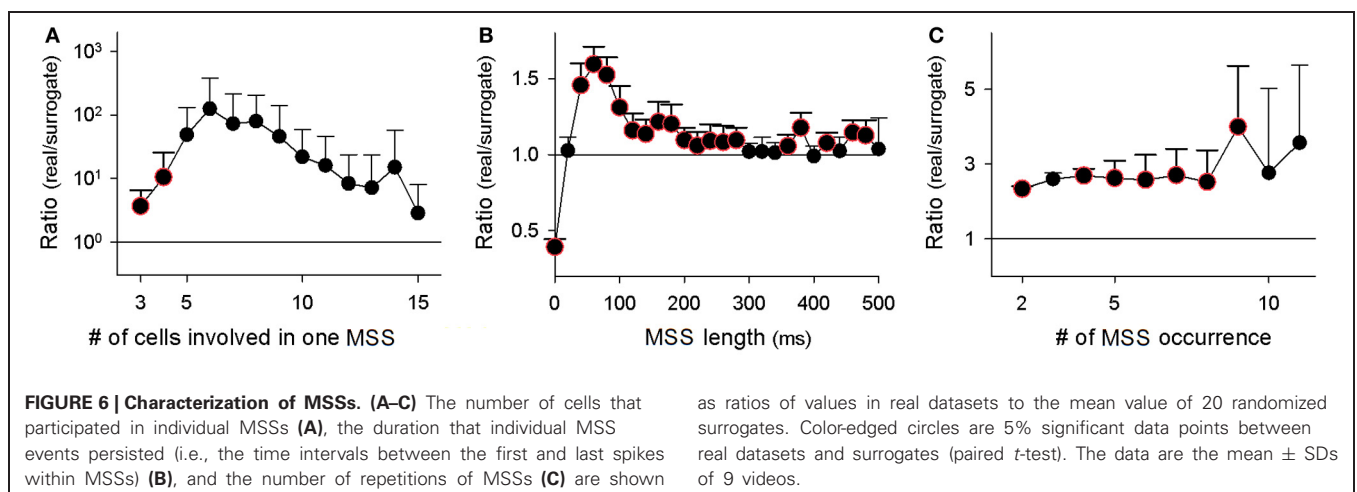 A
Ratio (real/surrogate)
10³
10²
10¹
10⁰
3
5
10
15
# of cells involved in one MSS
B
Ratio (real/surrogate)
1.5
1.0
0.5
0
100
200
300
400
500
MSS length (ms)
C
Ratio (real/surrogate)
5
3
1
2
5
10
# of MSS occurrence
FIGURE 6 | Characterization of MSSs. (A–C) The number of cells that
participated in individual MSSs (A), the duration that individual MSS
events persisted (i.e., the time intervals between the first and last spikes
within MSSs) (B), and the number of repetitions of MSSs (C) are shown
as ratios of values in real datasets to the mean value of 20 randomized
surrogates. Color-edged circles are 5% significant data points between
real datasets and surrogates (paired t-test). The data are the mean ± SDs
of 9 videos.